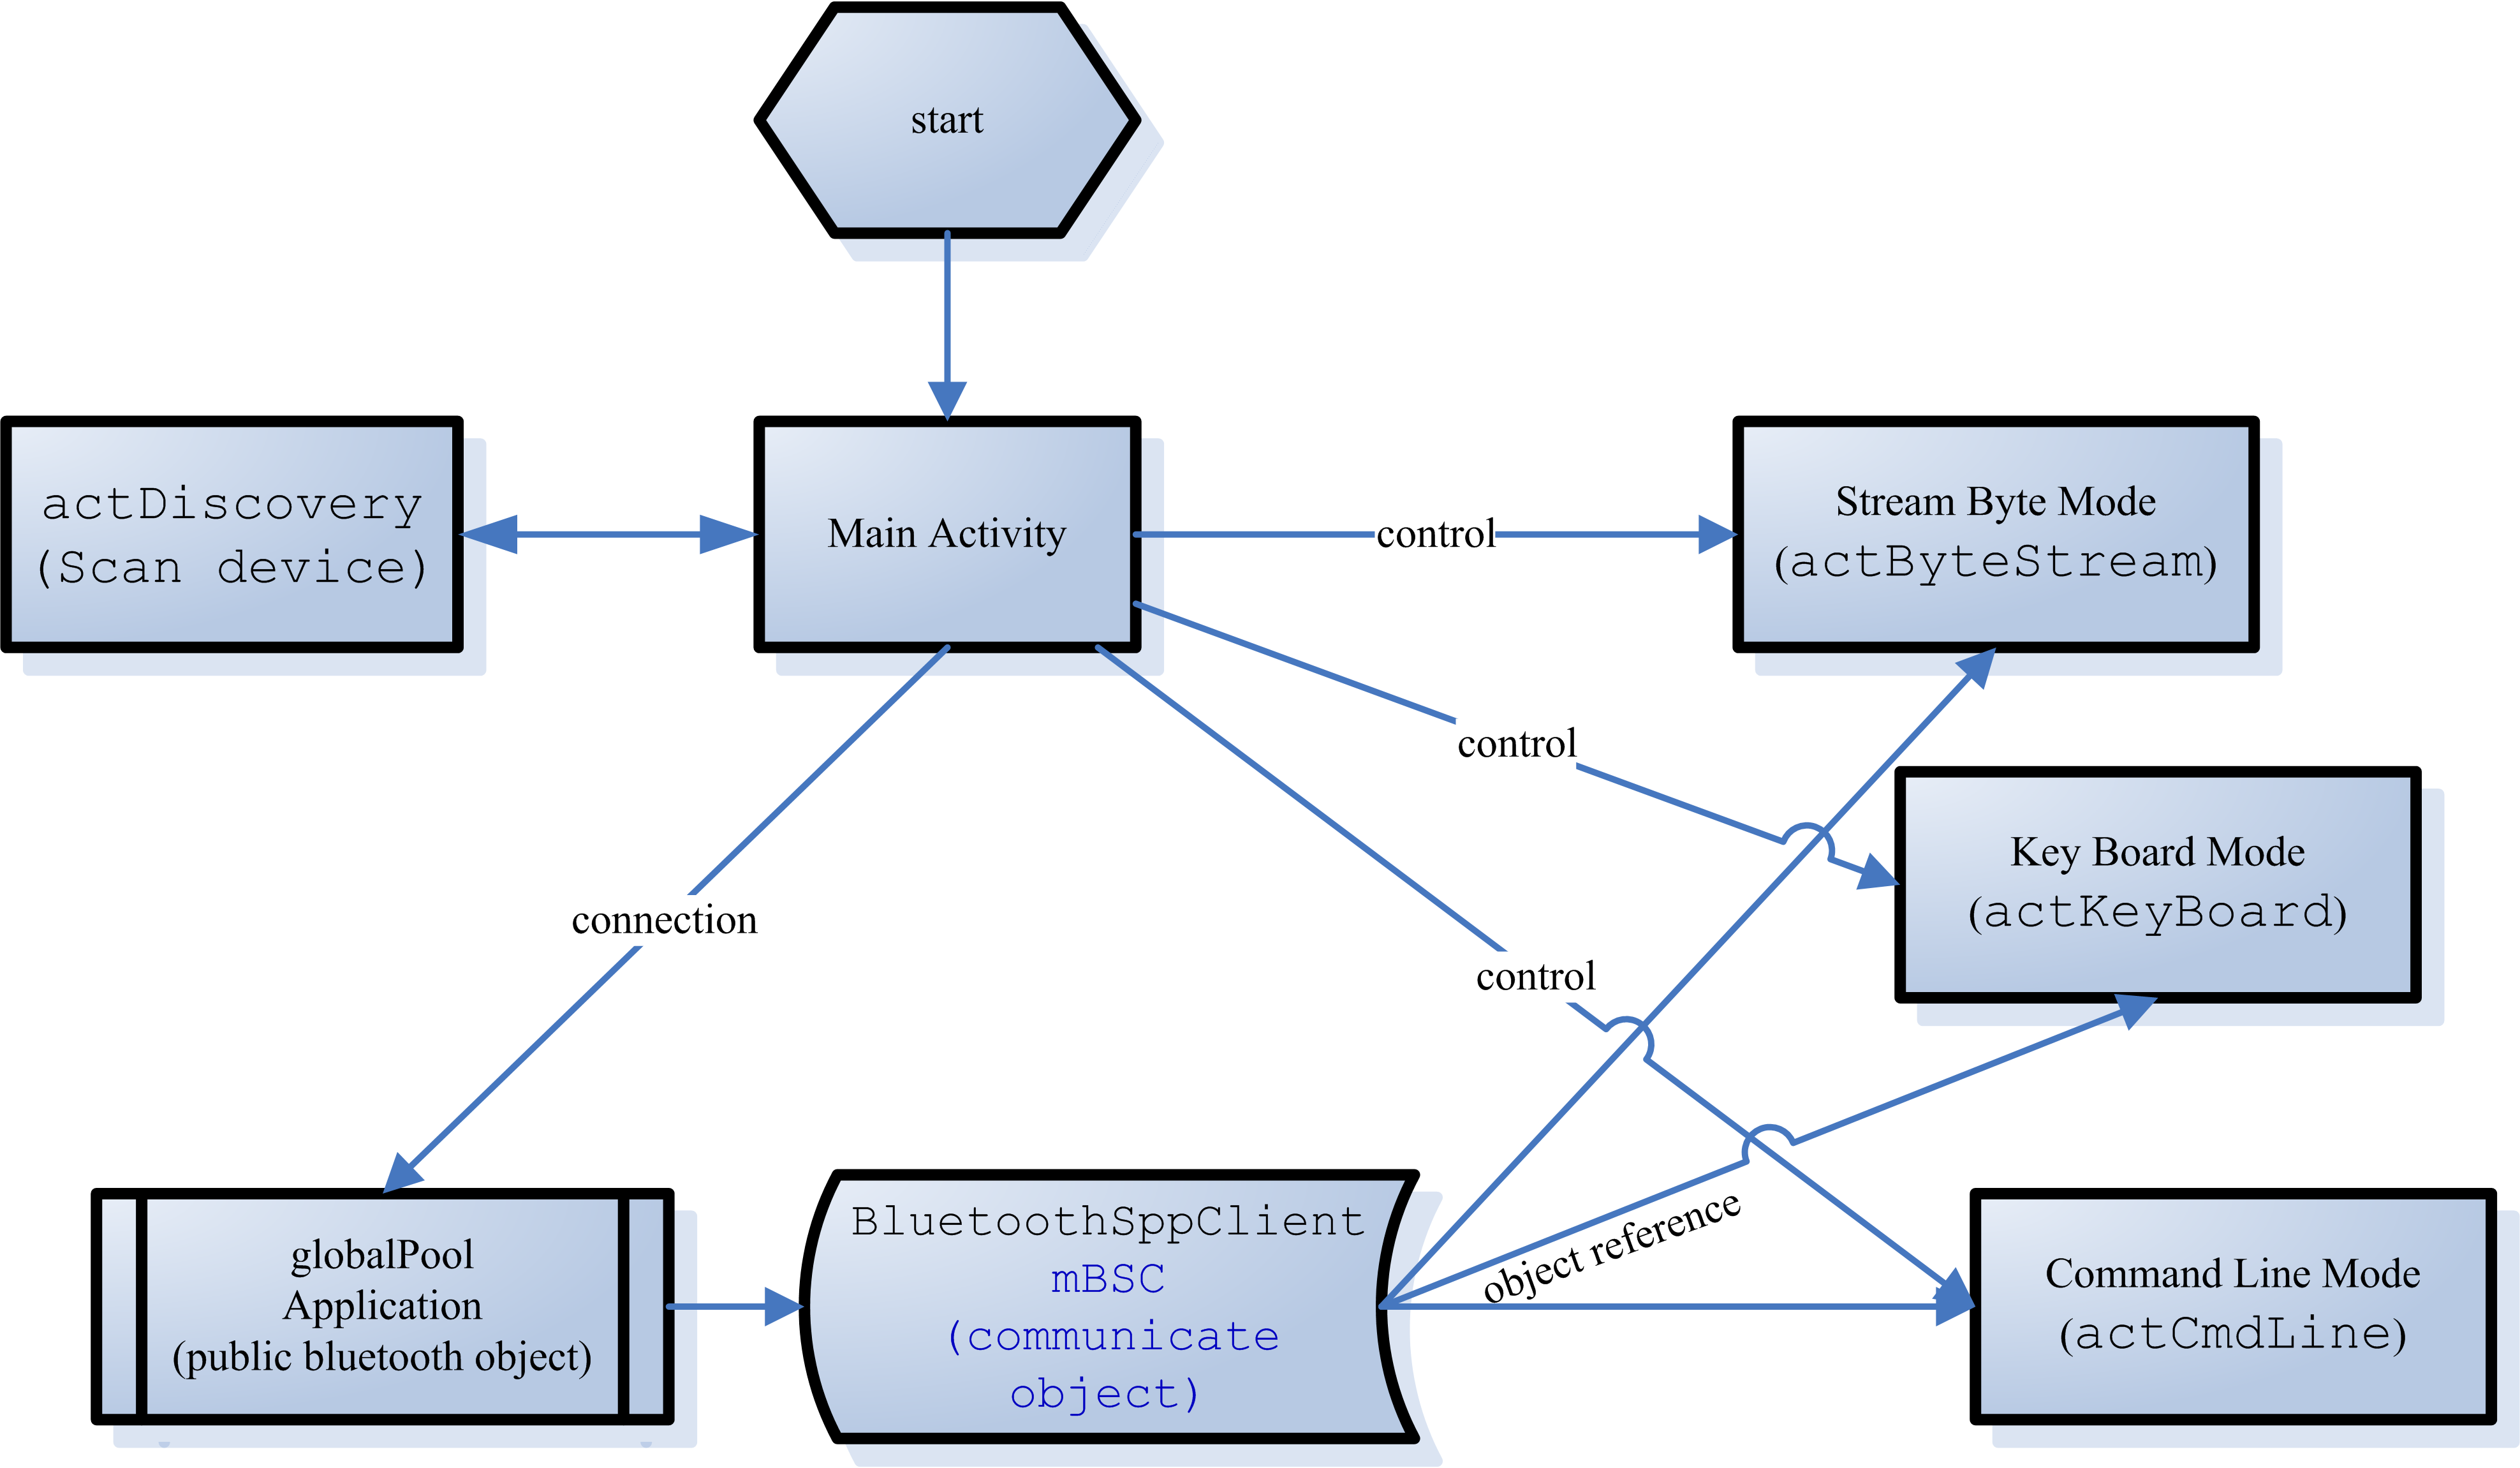 start
actDiscovery
(Scan device)
Main Activity
control
Stream Byte Mode
(actByteStream)
control
Key Board Mode
(actKeyBoard)
connection
control
object reference
globalPool
Application
(public bluetooth object)
BluetoothSppClient
mBSC
(communicate
object)
Command Line Mode
(actCmdLine)